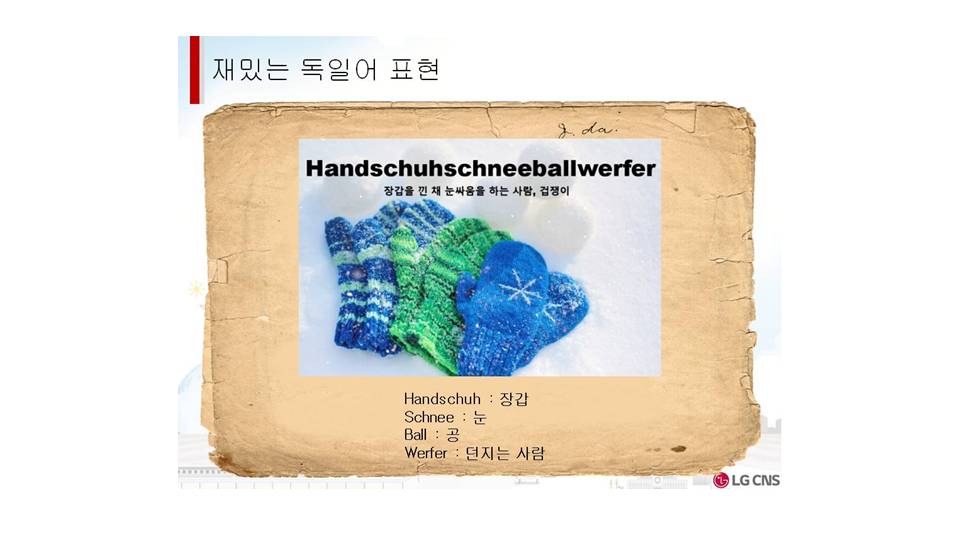 재밌는 독일어 표현
g. da:
Handschuhschneeballwerfer
장갑을 낀 채 눈싸움을 하는 사람, 겁쟁이
Handschuh : 장갑
Schnee : 눈
Ball : 공
Werfer : 던지는 사람
LG CNS